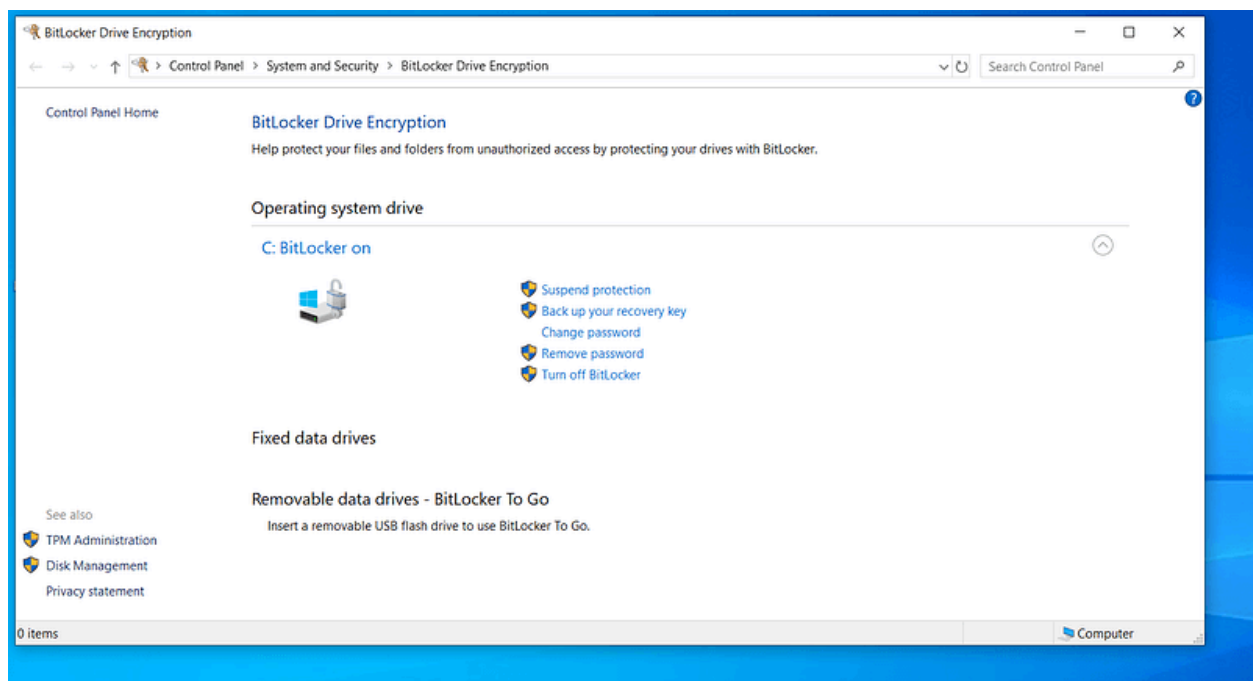 BitLocker Drive Encryption
Control Panel > System and Security > BitLocker Drive Encryption
Search Control Panel
Control Panel Home
BitLocker Drive Encryption
Help protect your files and folders from unauthorized access by protecting your drives with BitLocker.
Operating system drive
C: BitLocker on
Suspend protection
Back up your recovery key
Change password
Remove password
Turn off BitLocker
Fixed data drives
Removable data drives - BitLocker To Go
Insert a removable USB flash drive to use BitLocker To Go.
See also
TPM Administration
Disk Management
Privacy statement
0 items
Computer